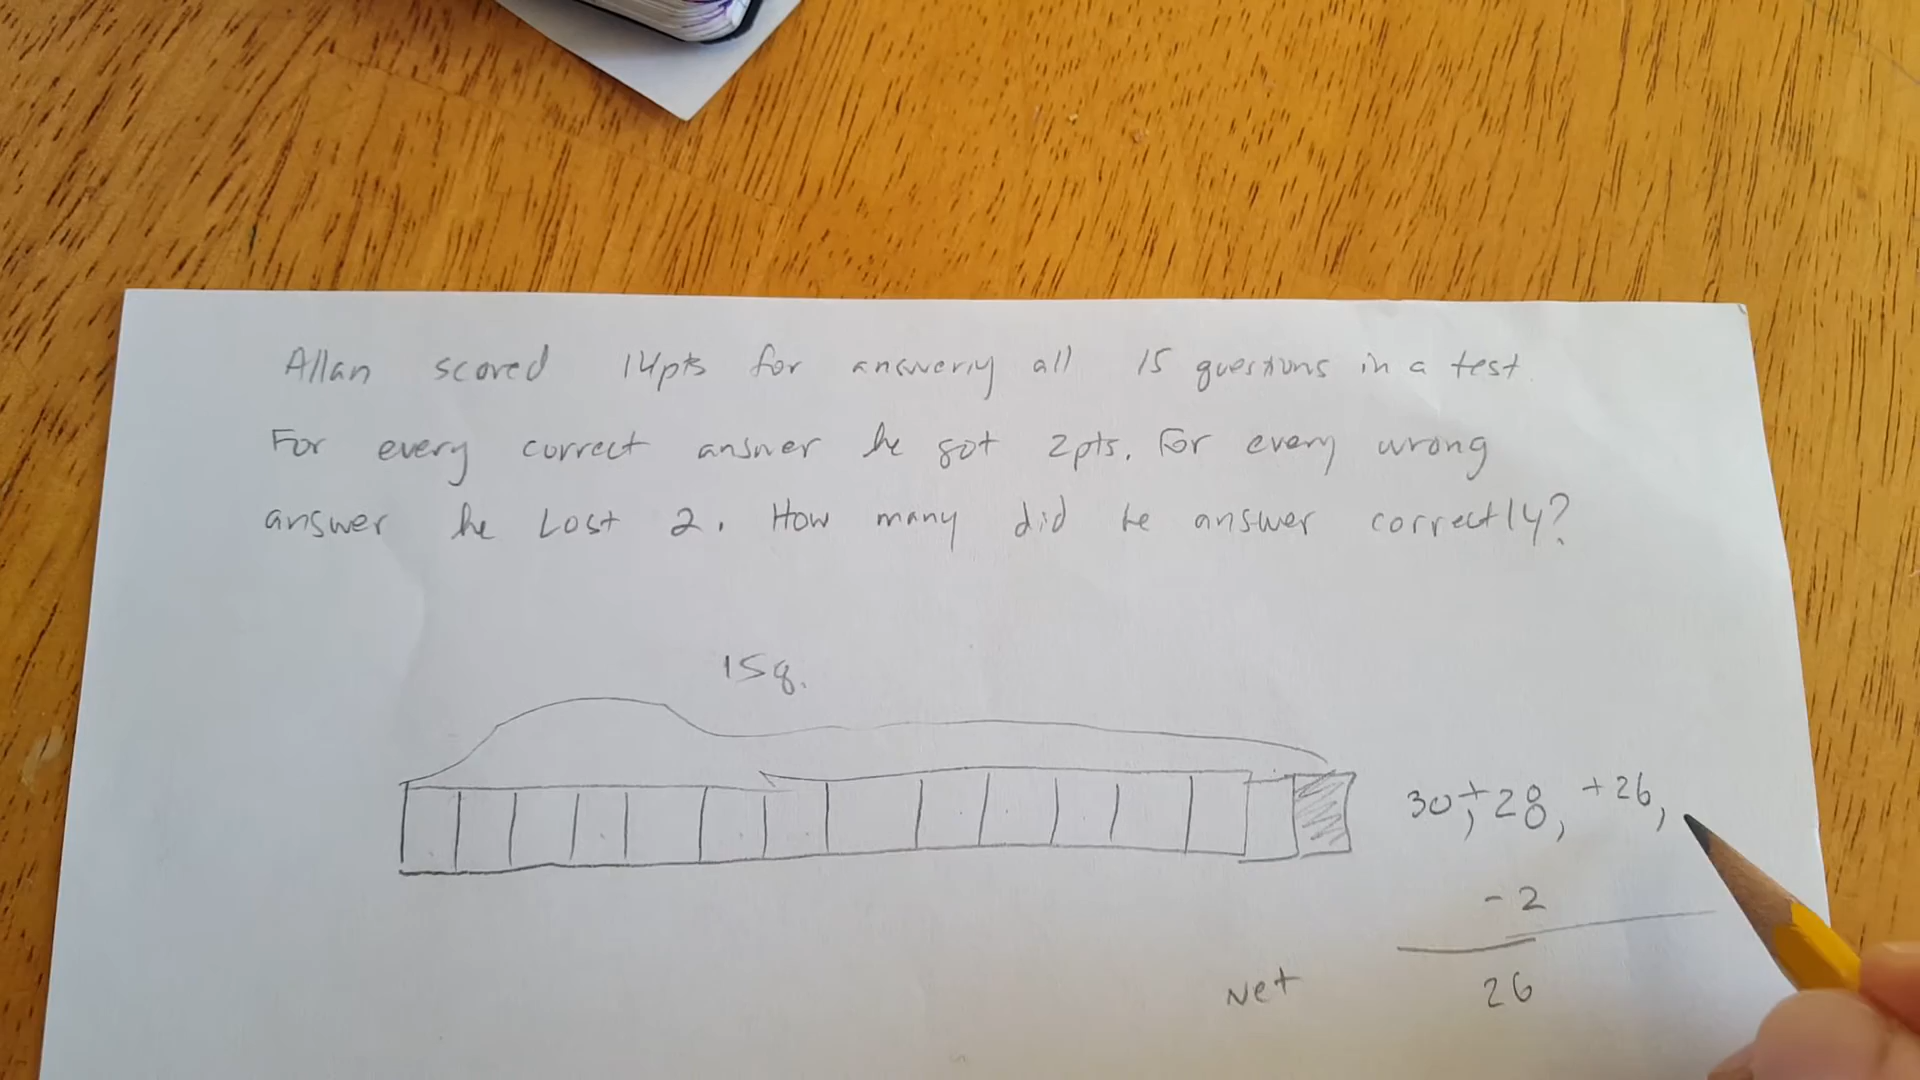 Allan scored 14pts for answeriy all 15 questions in a test.
For every correct answer he got 2pts. For every wrong
answer he Lost 2. How many did he answer correctly?
15q.
30, +28, +26,
- 2
Net 26